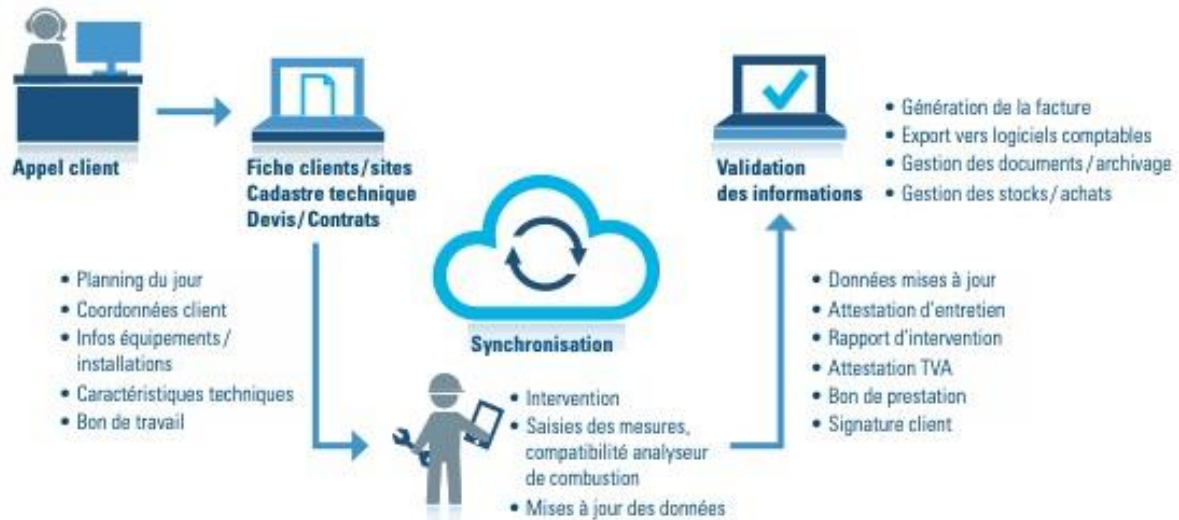 Appel client
Fiche clients/sites
Cadastre technique
Devis/Contrats
• Planning du jour
• Coordonnées client
• Infos équipements/
installations
• Caractéristiques techniques
• Bon de travail
Synchronisation
• Intervention
• Saisies des mesures,
compatibilité analyseur
de combustion
• Mises à jour des données
• Données mises à jour
• Attestation d'entretien
• Rapport d'intervention
• Attestation TVA
• Bon de prestation
• Signature client
Validation
des informations
• Génération de la facture
• Export vers logiciels comptables
• Gestion des documents/archivage
• Gestion des stocks/achats